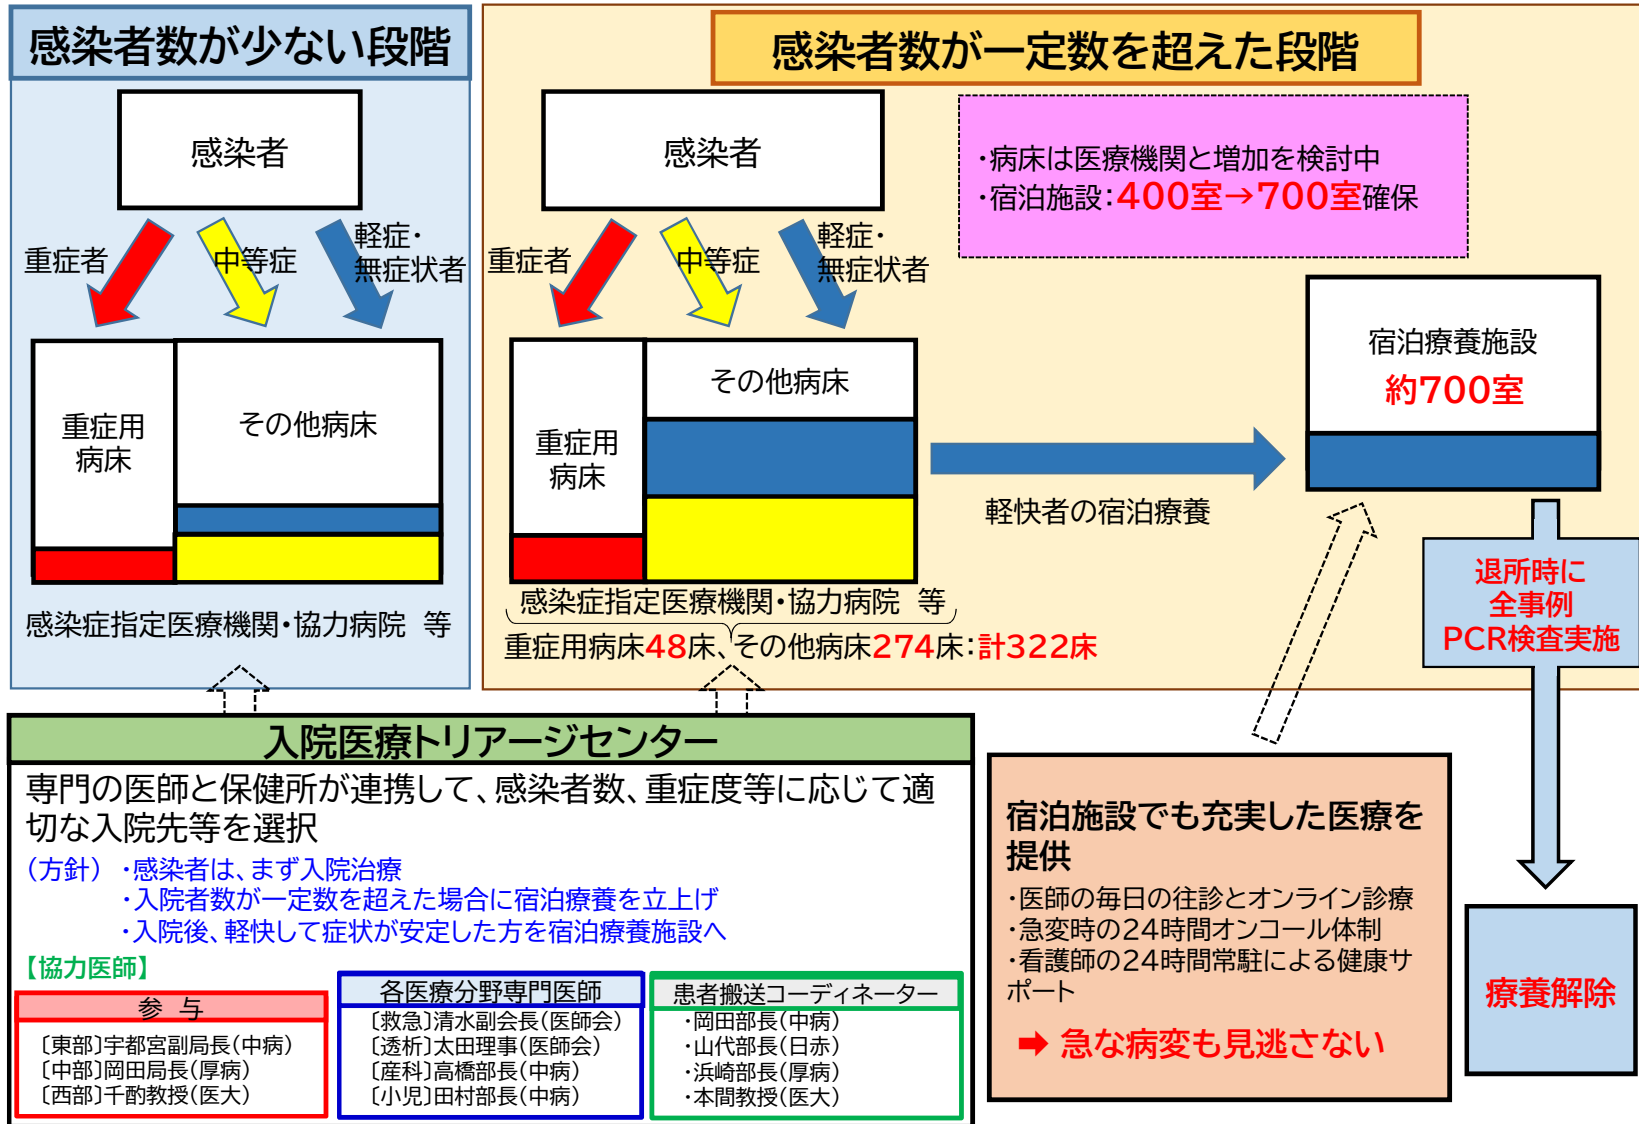 感染者数が少ない段階
感染者
重症者
中等症
軽症・
無症状者
重症用
病床
その他病床
感染症指定医療機関・協力病院　等
感染者数が一定数を超えた段階
感染者
・病床は医療機関と増加を検討中
・宿泊施設：400室→700室確保
重症者
中等症
軽症・
無症状者
重症用
病床
その他病床
軽快者の宿泊療養
宿泊療養施設
約700室
感染症指定医療機関・協力病院　等
重症用病床48床、その他病床274床：計322床
退所時に
全事例
PCR検査実施
療養解除
入院医療トリアージセンター
専門の医師と保健所が連携して、感染者数、重症度等に応じて適
切な入院先等を選択
（方針）・感染者は、まず入院治療
・入院者数が一定数を超えた場合に宿泊療養を立上げ
・入院後、軽快して症状が安定した方を宿泊療養施設へ
【協力医師】
参　与
〔東部〕宇都宮副局長（中病）
〔中部〕岡田局長（厚病）
〔西部〕千酌教授（医大）
各医療分野専門医師
〔救急〕清水副会長（医師会）
〔透析〕太田理事（医師会）
〔産科〕高橋部長（中病）
〔小児〕田村部長（中病）
患者搬送コーディネーター
・岡田部長（中病）
・山代部長（日赤）
・浜崎部長（厚病）
・本間教授（医大）
宿泊施設でも充実した医療を
提供
・医師の毎日の往診とオンライン診療
・急変時の24時間オンコール体制
・看護師の24時間常駐による健康サ
ポート
➡ 急な病変も見逃さない